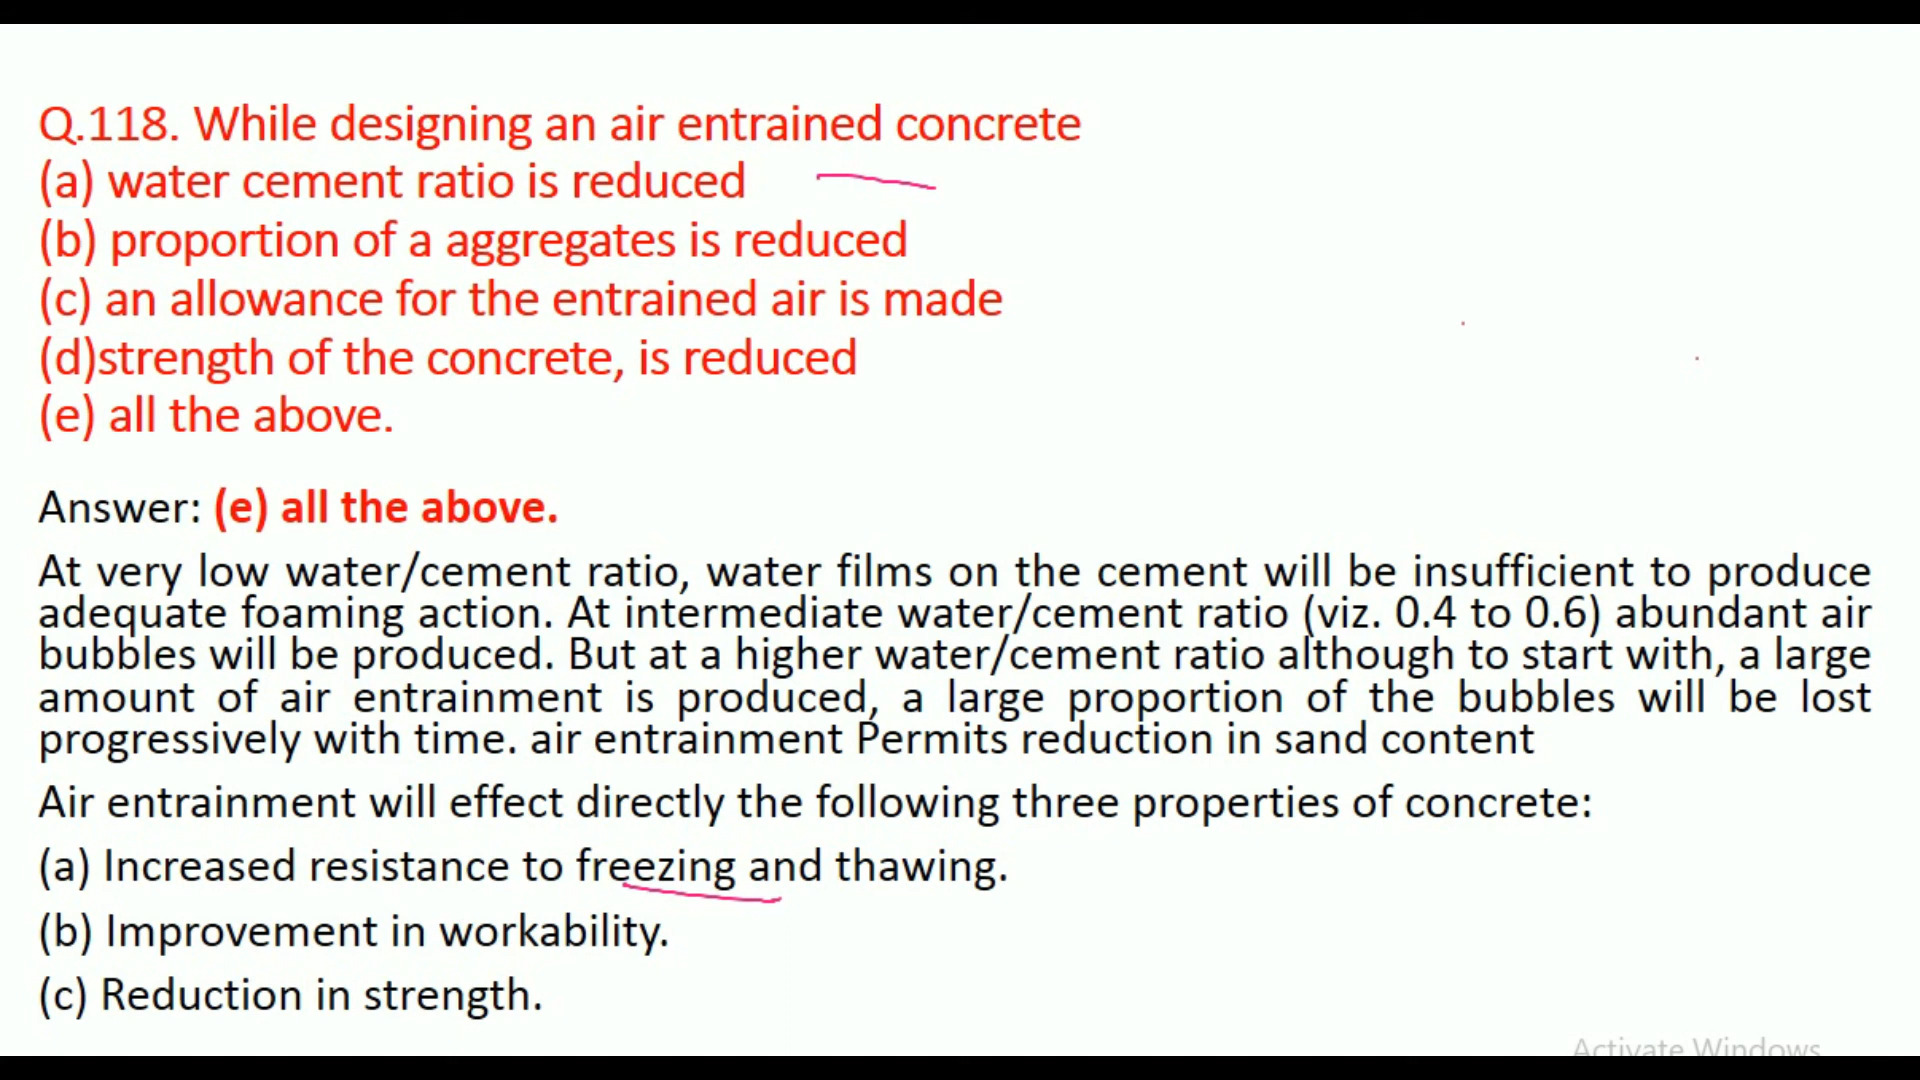 Q.118. While designing an air entrained concrete
(a) water cement ratio is reduced
(b) proportion of a aggregates is reduced
(c) an allowance for the entrained air is made
(d)strength of the concrete, is reduced
(e) all the above.
Answer: (e) all the above.
At very low water/cement ratio, water films on the cement will be insufficient to produce
adequate foaming action. At intermediate water/cement ratio (viz. 0.4 to 0.6) abundant air
bubbles will be produced. But at a higher water/cement ratio although to start with, a large
amount of air entrainment is produced, a large proportion of the bubbles will be lost
progressively with time. air entrainment Permits reduction in sand content
Air entrainment will effect directly the following three properties of concrete:
(a) Increased resistance to freezing and thawing.
(b) Improvement in workability.
(c) Reduction in strength.
Activate Windows